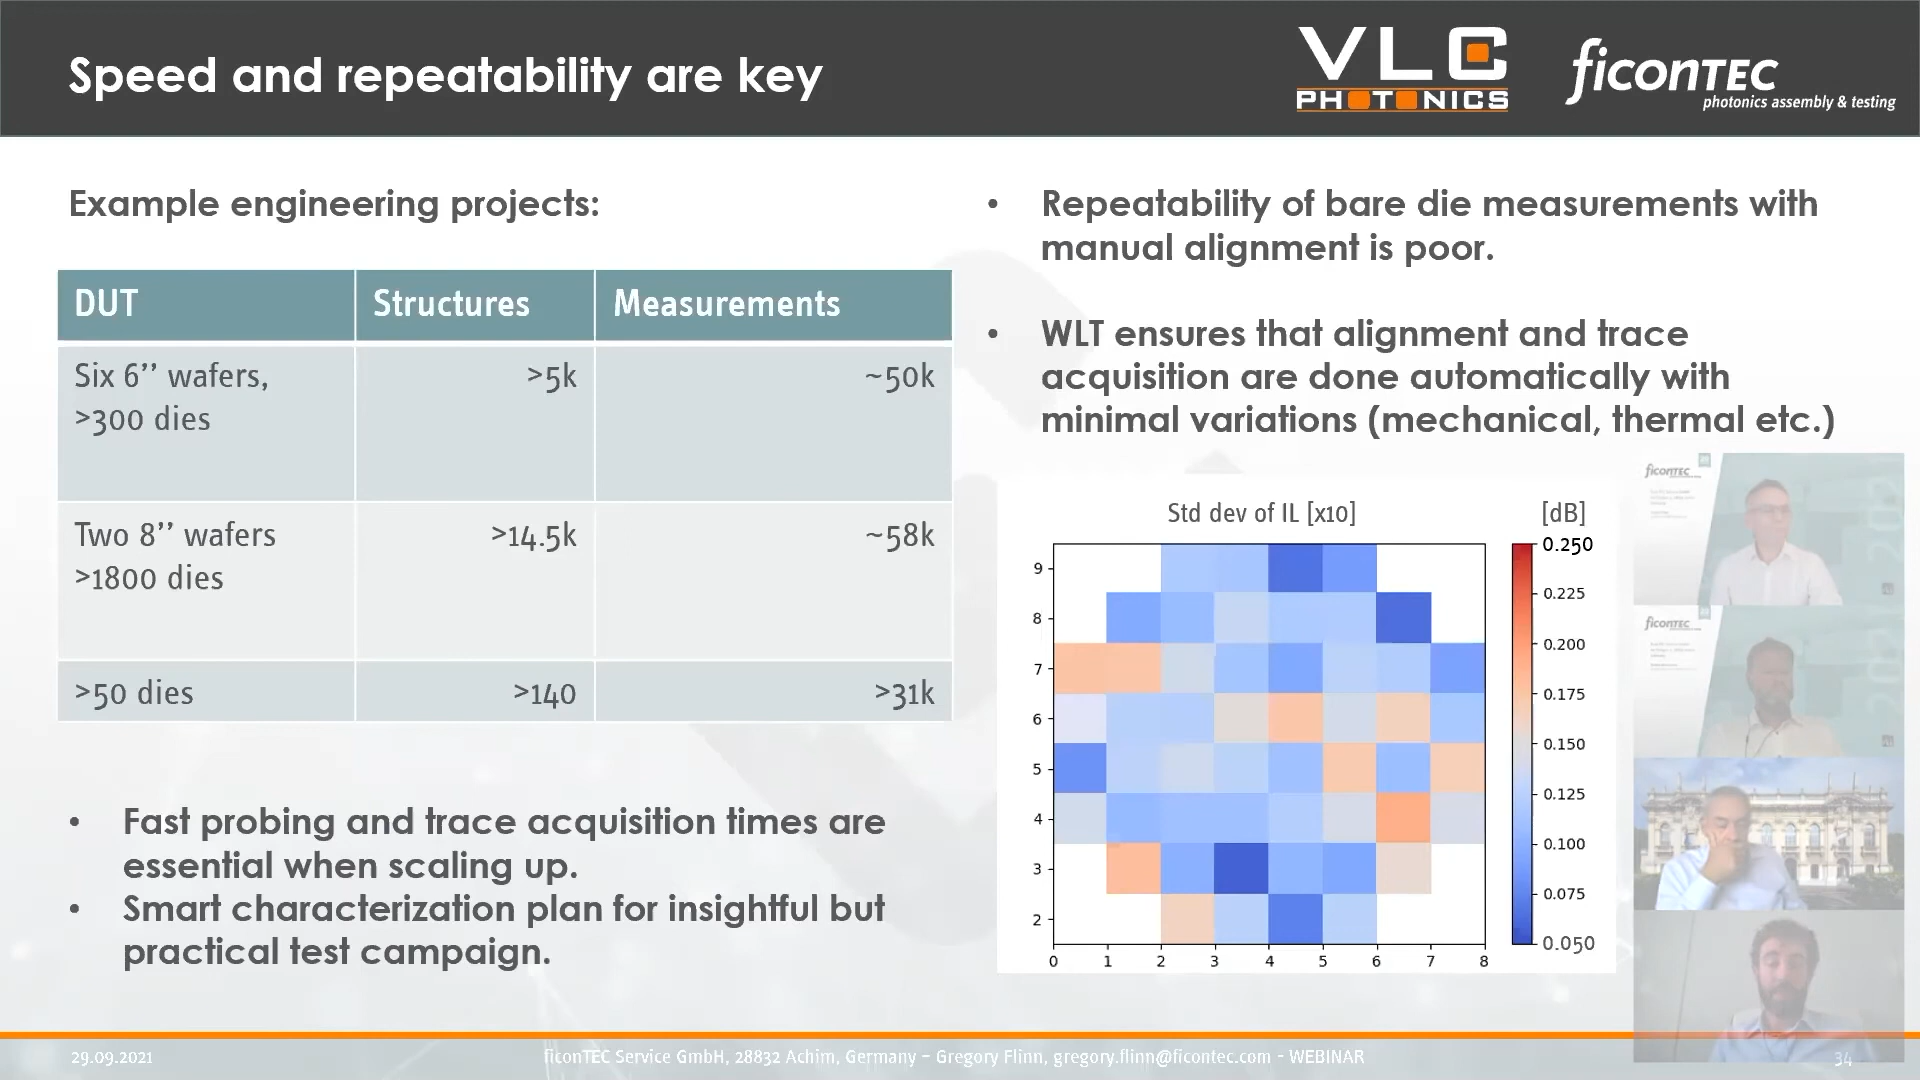 Speed and repeatability are key
VLC
PHOTONICS
ficonTEC
photonics assembly & testing
Example engineering projects:
DUT Structures Measurements
Six 6’’ wafers, >5k ~50k
>300 dies
Two 8’’ wafers >14.5k ~58k
>1800 dies
>50 dies >140 >31k
• Fast probing and trace acquisition times are
essential when scaling up.
• Smart characterization plan for insightful but
practical test campaign.
• Repeatability of bare die measurements with
manual alignment is poor.
• WLT ensures that alignment and trace
acquisition are done automatically with
minimal variations (mechanical, thermal etc.)
Std dev of IL [x10] [dB]
9
8
7
6
5
4
3
2
0 1 2 3 4 5 6 7 8
0.250
0.225
0.200
0.175
0.150
0.125
0.100
0.075
0.050
ficonTEC
ficonTEC
29.09.2021
ficonTEC Service GmbH, 28832 Achim, Germany – Gregory Flinn, gregory.flinn@ficontec.com - WEBINAR
34